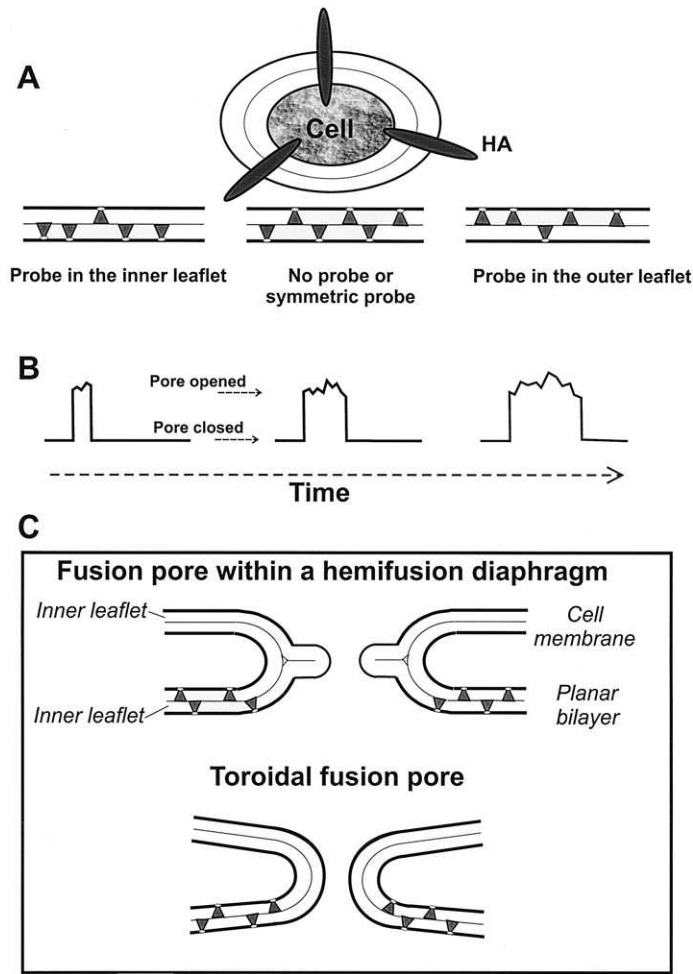 A
Cell
HA
Probe in the inner leaflet
No probe or
symmetric probe
Probe in the outer leaflet
B
Pore opened
Pore closed
Time
C
Fusion pore within a hemifusion diaphragm
Inner leaflet
Cell
membrane
Inner leaflet
Planar
bilayer
Toroidal fusion pore